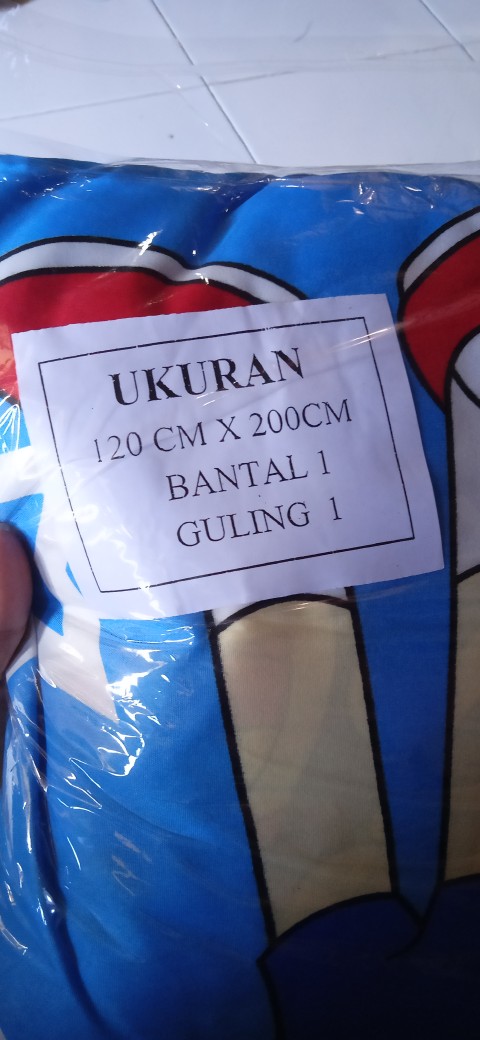 UKURAN
120 CM X 200CM
BANTAL 1
GULING 1